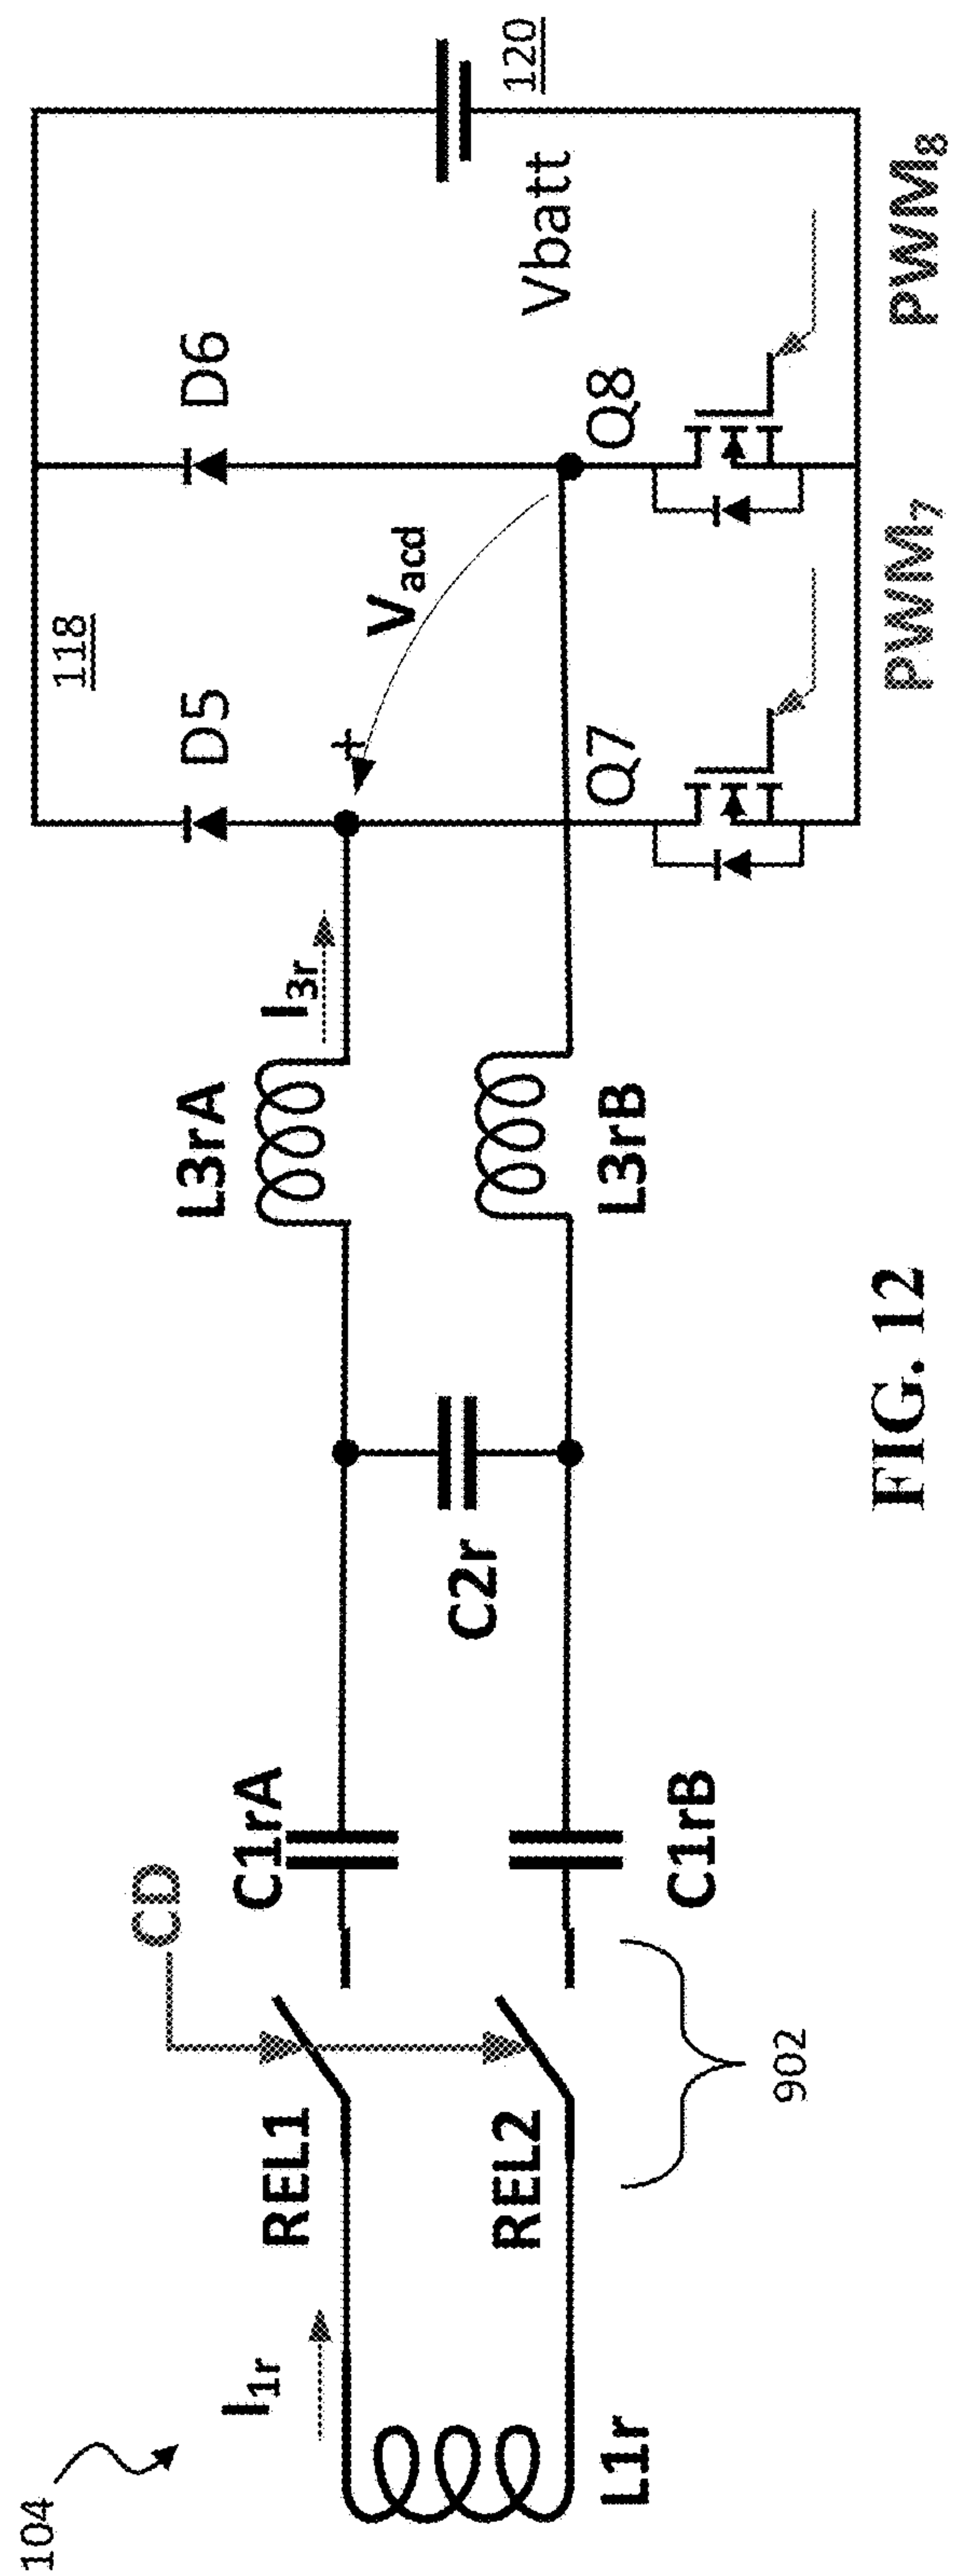 104
I1r
L1r
REL1
REL2
902
CD
C1rA
C1rB
C2r
L3rA
L3rB
I3r
118
D5
D6
+
Vacd
Q7
Q8
Vbatt
120
PWM7
PWM8
FIG. 12